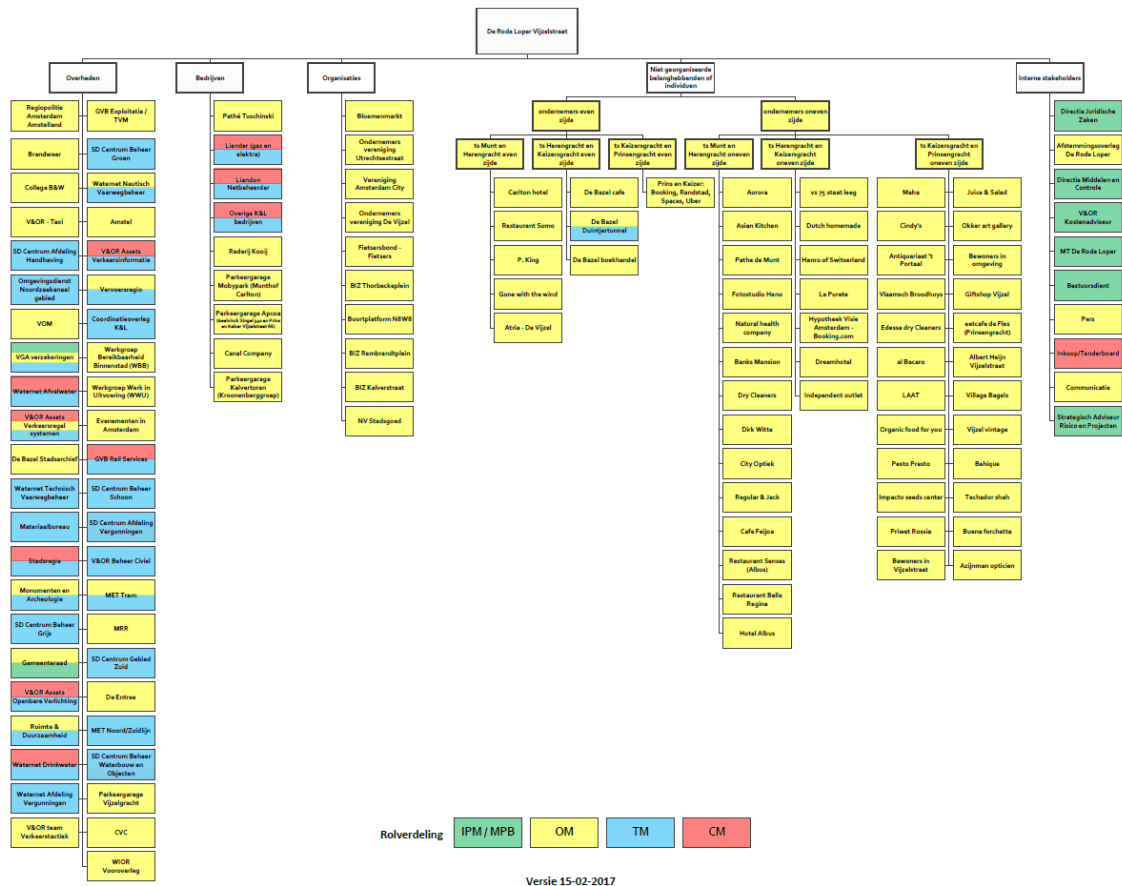 De Rode Loper Vijzelstraat
Overheden
Bedrijven
Organisaties
Niet georganiseerde
belanghebbenden of
individuen
Interne stakeholders
Regiopolitie
Amsterdam
Amstelland
GVB Exploitatie /
TVM
Brandweer
SD Centrum Beheer
Groen
College B&W
Waternet Nautisch
Vaarwegbeheer
V&OR - Taxi
Amstel
SD Centrum Afdeling
Handhaving
V&OR Assets
Verkeersinformatie
Omgevingsdienst
Noordzeekanaal
gebied
Vervoersregio
VOM
Coordinatieoverleg
K&L
VGA verzekeringen
Werkgroep
Bereikbaarheid
Binnenstad (WBB)
Waternet Afvalwater
Werkgroep Werk in
Uitvoering (WWU)
V&OR Assets
Verkeersregel
systemen
Evenementen in
Amsterdam
De Bazel Stadsarchief
GVB Rail Services
Waternet Technisch
Vaarwegbeheer
SD Centrum Beheer
Schoon
Materiaalbureau
SD Centrum Afdeling
Vergunningen
Stadsregie
V&OR Beheer Civiel
Monumenten en
Archeologie
MET Tram
SD Centrum Beheer
Grijs
MRR
Gemeenteraad
SD Centrum Gebied
Zuid
V&OR Assets
Openbare Verlichting
De Entree
Ruimte &
Duurzaamheid
MET Noord/Zuidlijn
Waternet Drinkwater
SD Centrum Beheer
Waterbouw en
Objecten
Waternet Afdeling
Vergunningen
Parkeergarage
Vijzelgracht
V&OR team
Verkeerstactiek
CVC
WIOR
Vooroverleg
Pathé Tuschinski
Liander (gas en
elektra)
Liandon
Netbeheerder
Overige K&L
bedrijven
Rederij Kooij
Parkeergarage
Mobypark (Munthof
Carlton)
Parkeergarage Apcoa
Canal Company
Parkeergarage
Kalvertoren
(Kroonenberggroep)
Bloemenmarkt
Ondernemers
vereniging
Utrechtsestraat
Vereniging
Amsterdam City
Ondernemers
vereniging De Vijzel
Fietsersbond -
Fietsers
BIZ Thorbeckeplein
Buurtplatform N8W8
BIZ Rembrandtplein
BIZ Kalverstraat
NV Stadsgoed
ondernemers even
zijde
ondernemers oneven
zijde
ts Munt en
Herengracht even
zijde
ts Herengracht en
Keizersgracht even
zijde
ts Keizersgracht en
Prinsengracht even
zijde
ts Munt en
Herengracht oneven
zijde
ts Herengracht en
Keizersgracht
oneven zijde
ts Keizersgracht en
Prinsengracht
oneven zijde
Carlton hotel
Restaurant Sumo
P. King
Gone with the wind
Atria - De Vijzel
De Bazel cafe
De Bazel
Duintjertunnel
De Bazel boekhandel
Prins en Keizer:
Booking, Randstad,
Spaces, Uber
Aurora
Asian Kitchen
Pathe de Munt
Fotostudio Heno
Natural health
company
Banks Mansion
Dry Cleaners
Dirk Witte
City Optiek
Regular & Jack
Cafe Feijoa
Restaurant Senses
(Albus)
Restaurant Belle
Regina
Hotel Albus
vs 75 staat leeg
Dutch homemade
Hanro of Switserland
La Purete
Hypotheek Visie
Amsterdam -
Booking.com
Dreamhotel
Independent outlet
Maha
Cindy's
Antiquariaat 't
Portaal
Vlaamsch Broodhuys
Edessa dry Cleaners
al Bacaro
LAAT
Organic food for you
Pesto Presto
Impacto seeds center
Priwet Rossia
Bewoners in
Vijzelstraat
Juice & Salad
Okker art gallery
Bewoners in
omgeving
Giftshop Vijzel
eetcafe de Fles
(Prinsengracht)
Albert Heijn
Vijzelstraat
Village Bagels
Vijzel vintage
Bahique
Techador shah
Buena forchetta
Azijnman opticien
Directie Juridische
Zaken
Afstemmingsoverleg
De Rode Loper
Directie Middelen en
Controle
V&OR
Kostenadviseur
MT De Rode Loper
Bestuursdient
Pers
Inkoop/Tenderboard
Communicatie
Strategisch Adviseur
Risico en Projecten
Rolverdeling
IPM / MPB
OM
TM
CM
Versie 15-02-2017